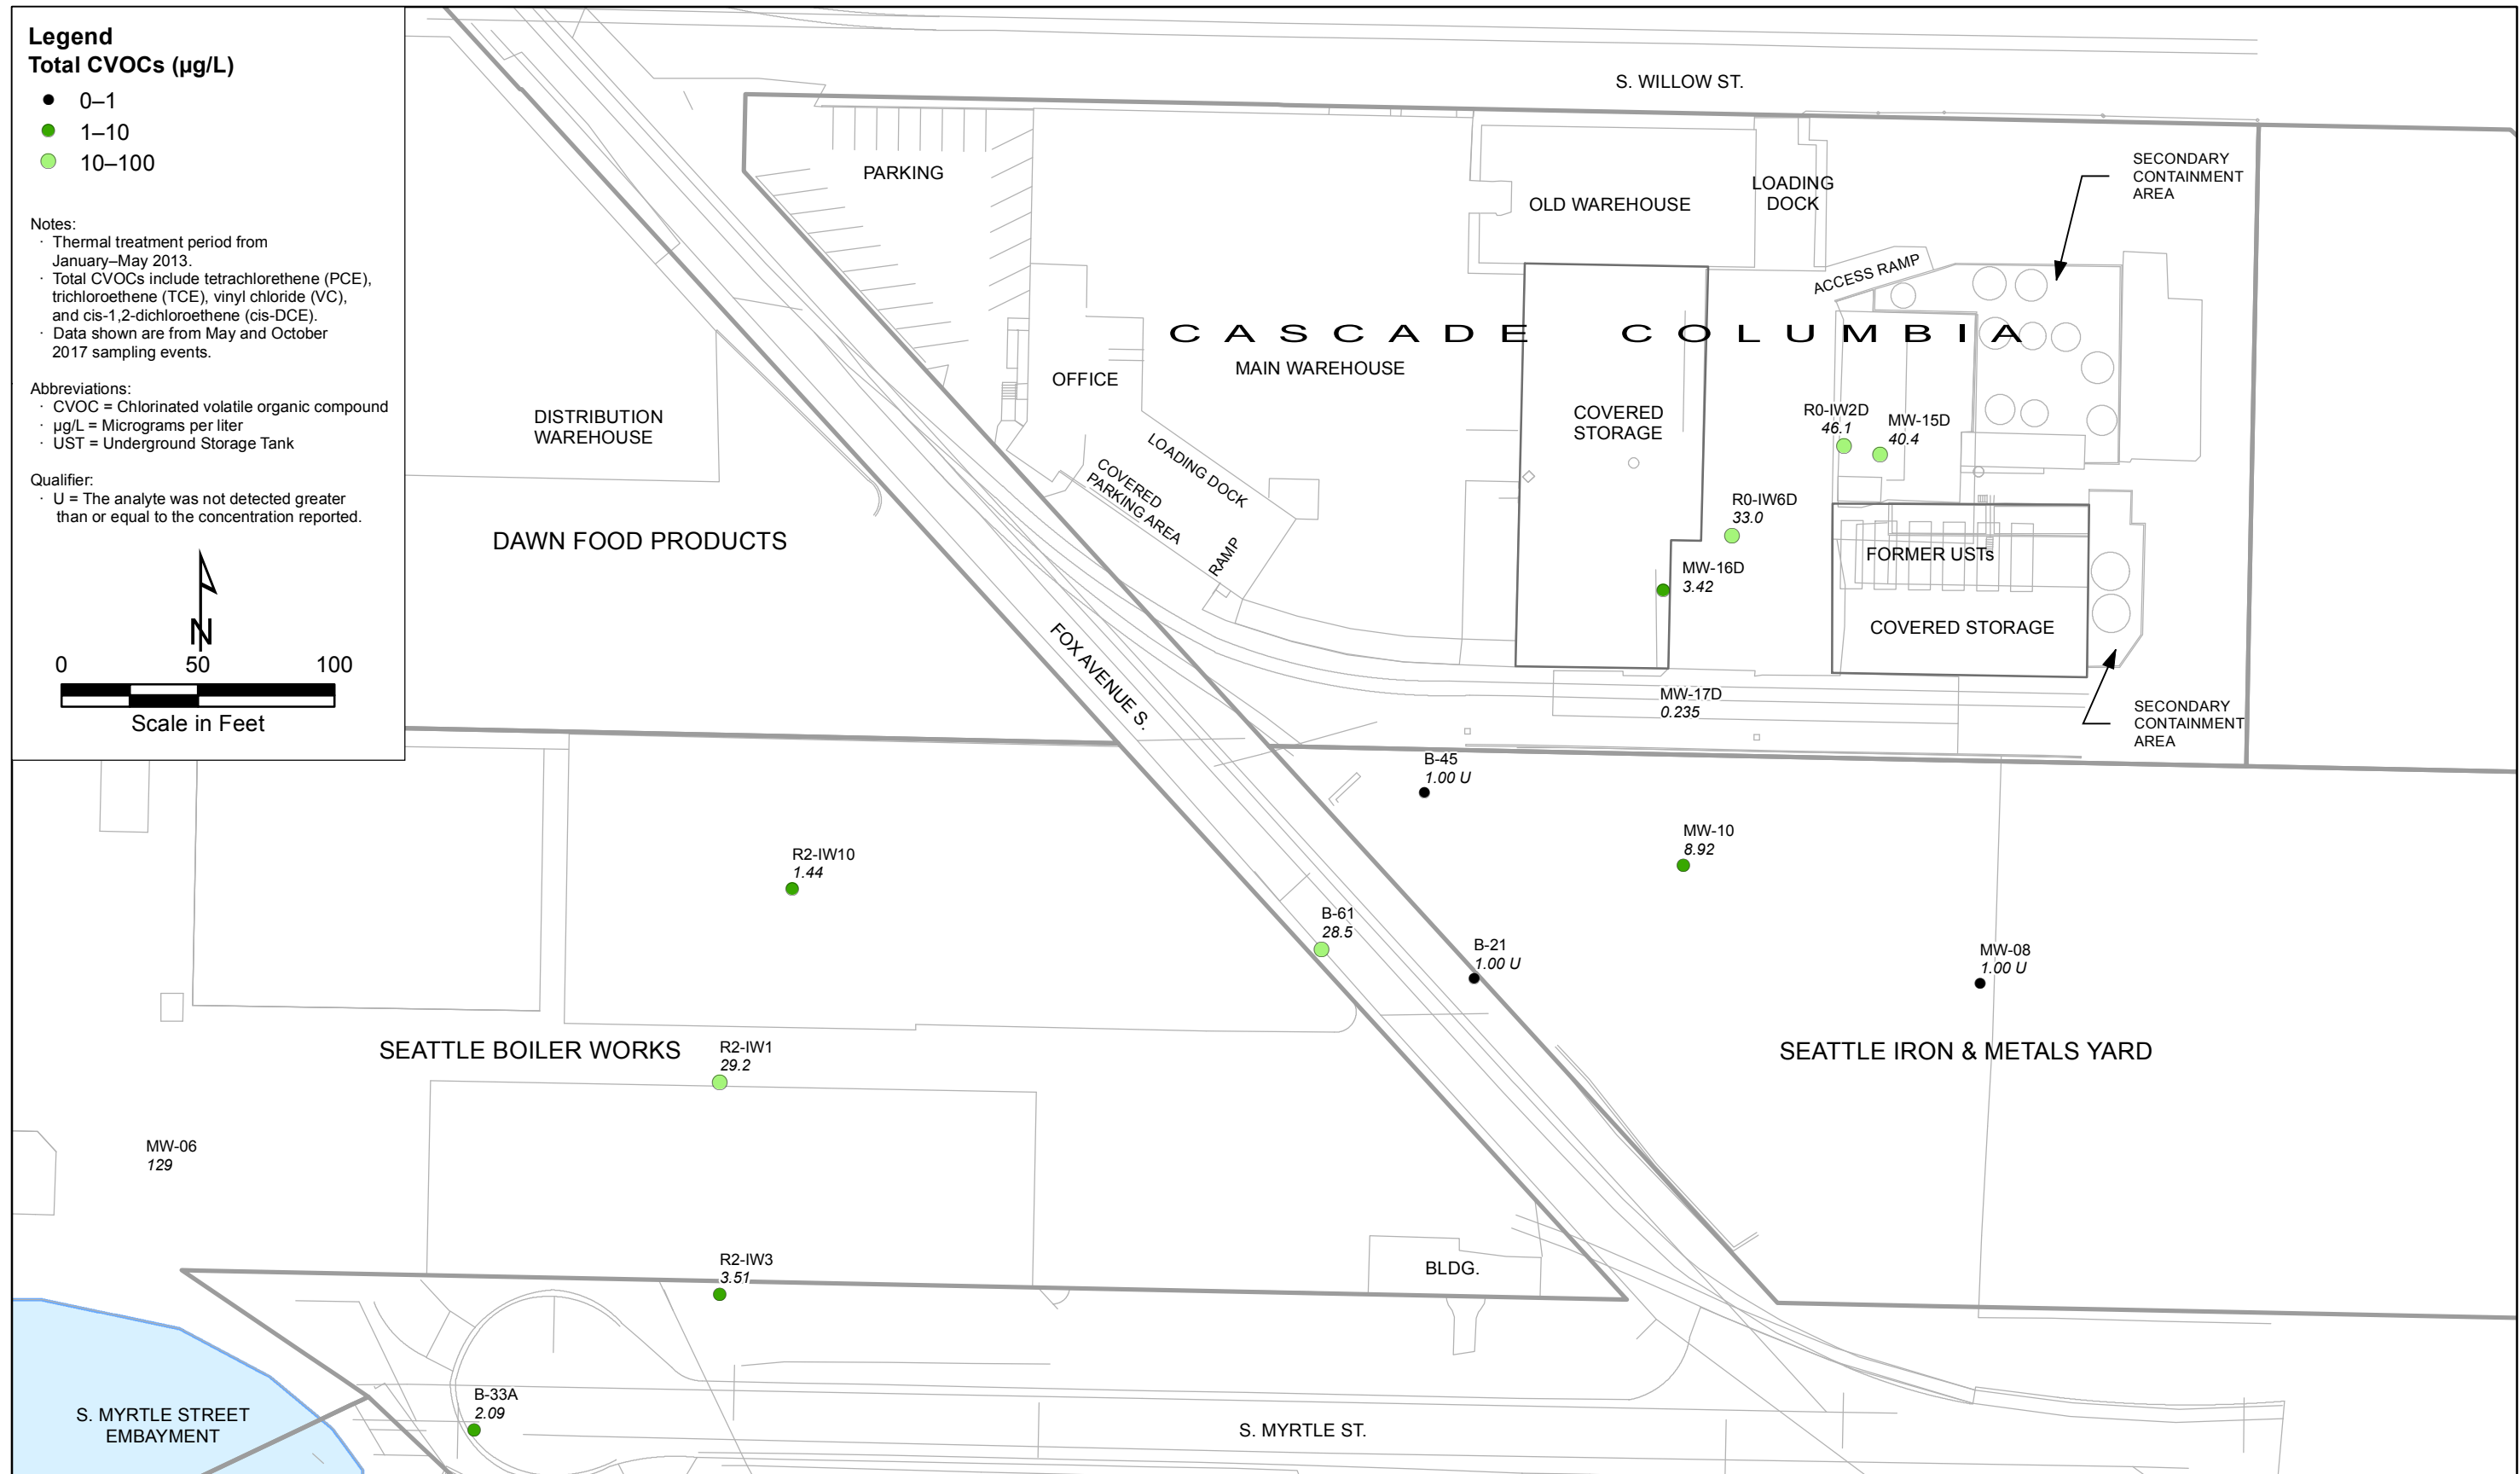 Legend
Total CVOCs (µg/L)
0–1
1–10
10–100
Notes:
· Thermal treatment period from
January–May 2013.
· Total CVOCs include tetrachlorethene (PCE),
trichloroethene (TCE), vinyl chloride (VC),
and cis-1,2-dichloroethene (cis-DCE).
· Data shown are from May and October
2017 sampling events.
Abbreviations:
· CVOC = Chlorinated volatile organic compound
· µg/L = Micrograms per liter
· UST = Underground Storage Tank
Qualifier:
· U = The analyte was not detected greater
than or equal to the concentration reported.
N
0 50 100
Scale in Feet
S. WILLOW ST.
PARKING
OLD WAREHOUSE
LOADING
DOCK
SECONDARY
CONTAINMENT
AREA
ACCESS RAMP
CASCADE COLUMBIA
MAIN WAREHOUSE
OFFICE
DISTRIBUTION
WAREHOUSE
COVERED
STORAGE
R0-IW2D
46.1
MW-15D
40.4
LOADING DOCK
COVERED
PARKING AREA
RAMP
R0-IW6D
33.0
DAWN FOOD PRODUCTS
FORMER USTs
MW-16D
3.42
COVERED STORAGE
FOX AVENUE S.
MW-17D
0.235
SECONDARY
CONTAINMENT
AREA
B-45
1.00 U
MW-10
8.92
R2-IW10
1.44
B-61
28.5
B-21
1.00 U
MW-08
1.00 U
SEATTLE BOILER WORKS
R2-IW1
29.2
SEATTLE IRON & METALS YARD
MW-06
129
R2-IW3
3.51
BLDG.
B-33A
2.09
S. MYRTLE STREET
EMBAYMENT
S. MYRTLE ST.